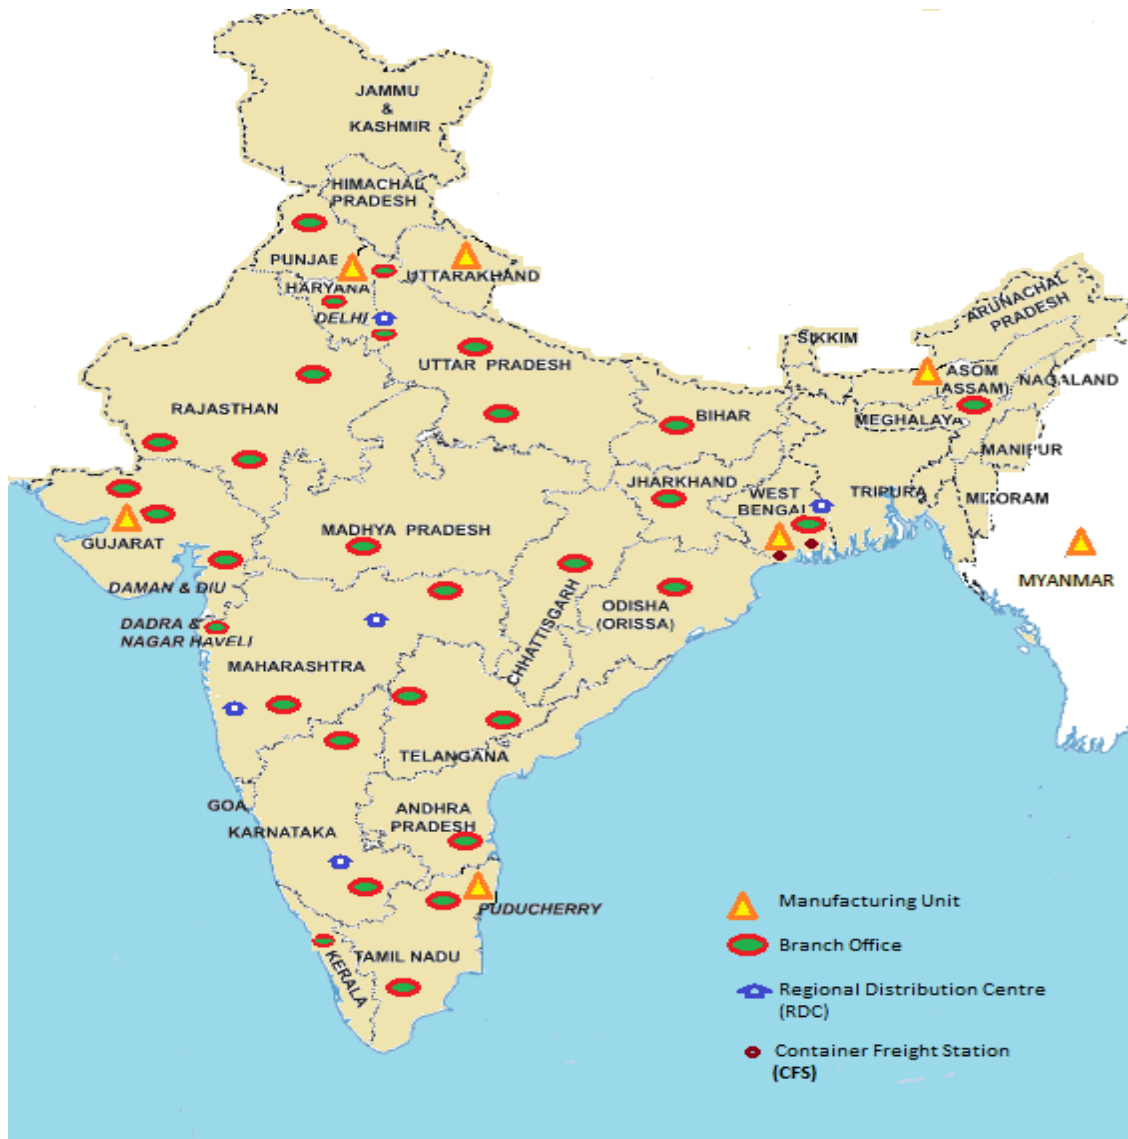 JAMMU
&
KASHMIR
HIMACHAL
PRADESH
PUNJAE
UTTARAKHAND
HARYANA
DELHI
ARUNACHAL
PRADESH
SIKKIM
UTTAR PRADESH
ASOM
(ASSAM)
NAGALAND
RAJASTHAN
BIHAR
MEGHALAYA
MANIPUR
JHARKHAND
WEST
BENGAL
TRIPURA
MIZORAM
MADHYA PRADESH
GUJARAT
MYANMAR
DAMAN & DIU
ODISHA
(ORISSA)
CHHATTISGARH
DADRA &
NAGAR HAVELI
MAHARASHTRA
TELANGANA
GOA
ANDHRA
PRADESH
KARNATAKA
PUDUCHERRY
TAMIL NADU
KERALA
Manufacturing Unit
Branch Office
Regional Distribution Centre
(RDC)
Container Freight Station
(CFS)